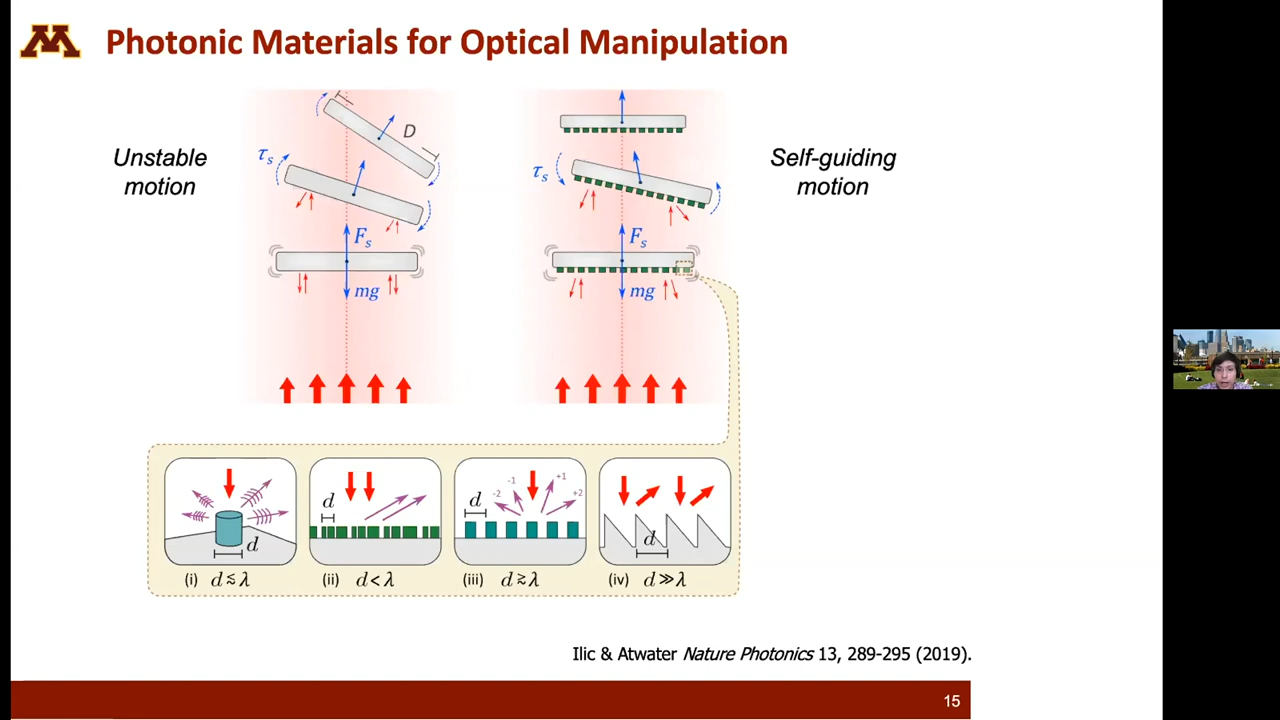 M
Photonic Materials for Optical Manipulation
Unstable
motion
D
τs
Fs
mg
τs
Fs
mg
Self-guiding
motion
d
(i) d ≲ λ
d
(ii) d < λ
d
-2
-1
+1
+2
(iii) d ≳ λ
d
(iv) d ≫ λ
Ilic & Atwater Nature Photonics 13, 289-295 (2019).
15